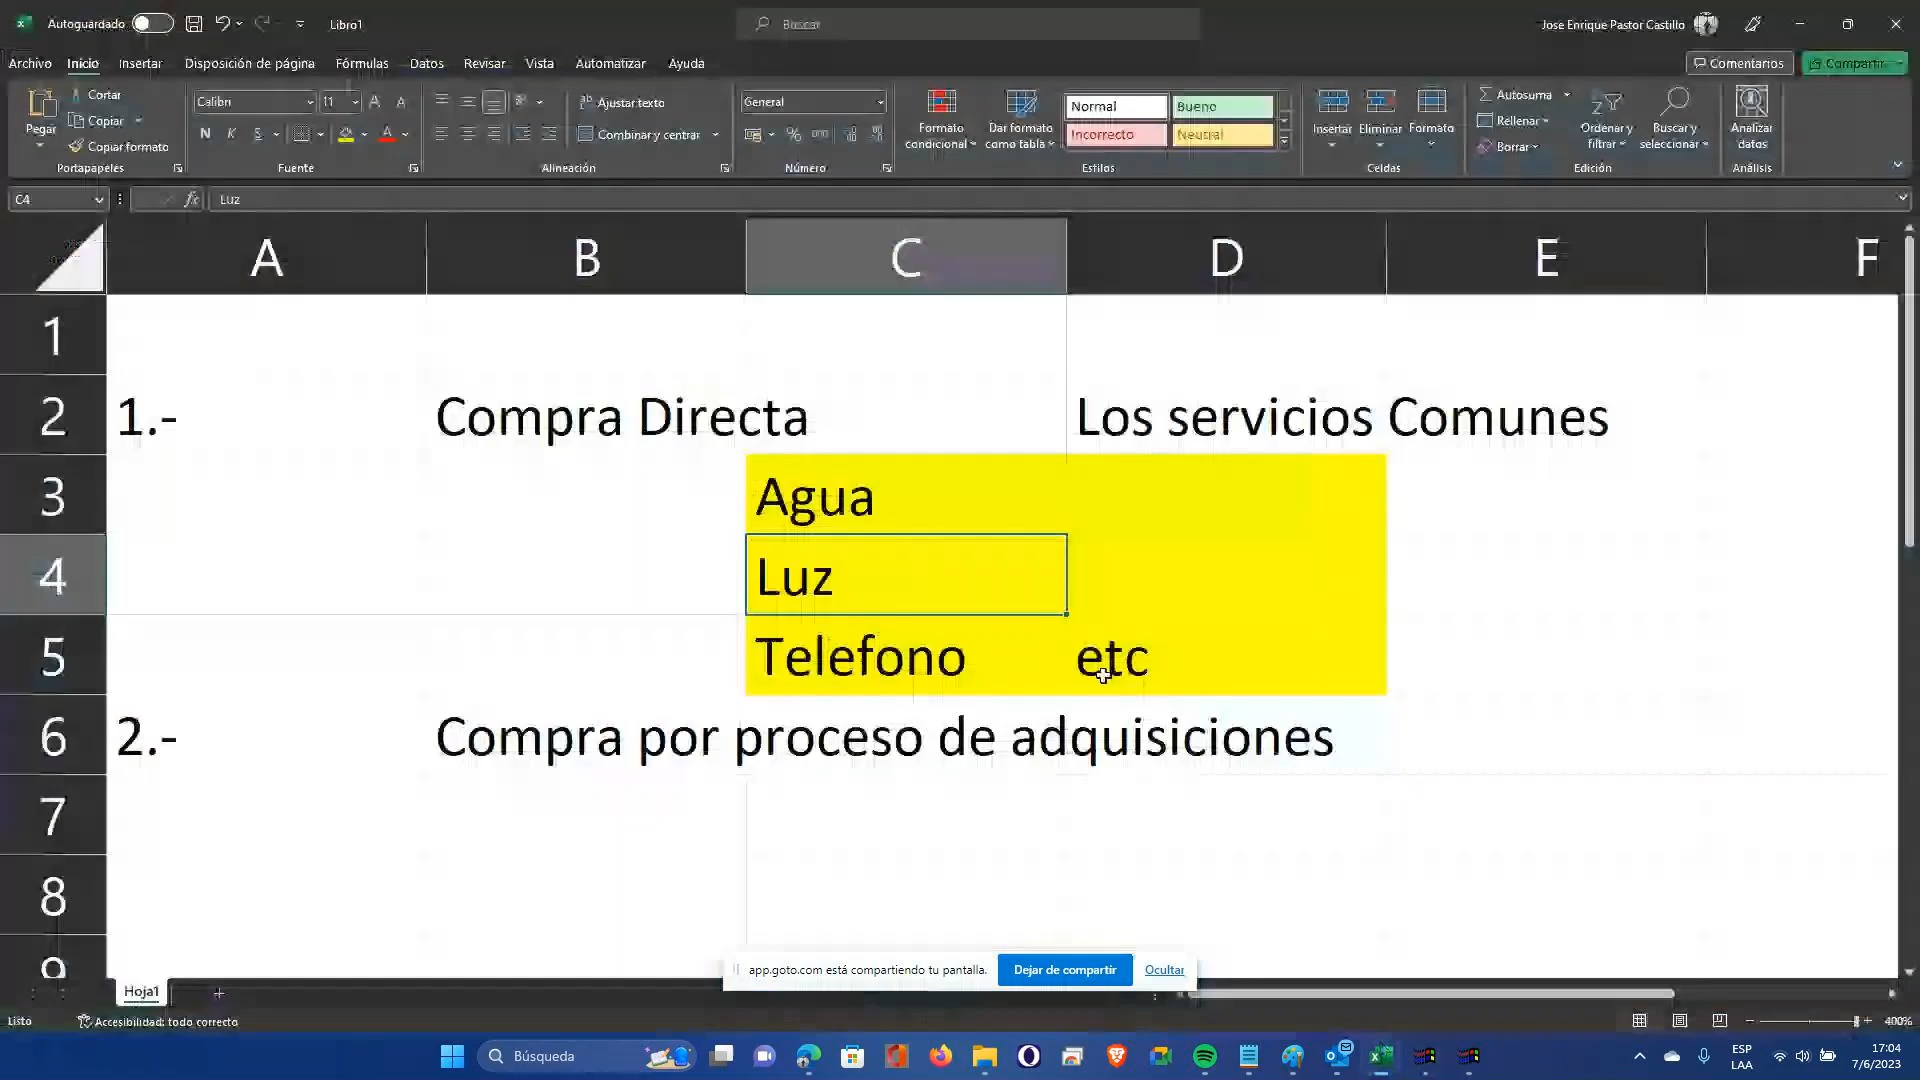 Autoguardado
Libro1
Buscar
Jose Enrique Pastor Castillo
Archivo Inicio Insertar Disposición de página Fórmulas Datos Revisar Vista Automatizar Ayuda
Comentarios
Compartir
Pegar
Cortar
Copiar
Copiar formato
Portapapeles
Calibri 11
N K S
Fuente
Ajustar texto
Combinar y centrar
Alineación
General
% 000
Número
Formato condicional
Dar formato como tabla
Normal Bueno
Incorrecto Neutral
Estilos
Insertar Eliminar Formato
Celdas
Autosuma
Rellenar
Borrar
Ordenar y filtrar
Buscar y seleccionar
Edición
Analizar datos
Análisis
C4 fx Luz
A B C D E F
1
2 1.- Compra Directa Los servicios Comunes
3 Agua
4 Luz
5 Telefono etc
6 2.- Compra por proceso de adquisiciones
7
8
9
app.goto.com está compartiendo tu pantalla. Dejar de compartir Ocultar
Hoja1
Listo Accesibilidad: todo correcto 400%
Búsqueda
ESP
LAA
17:04
7/6/2023